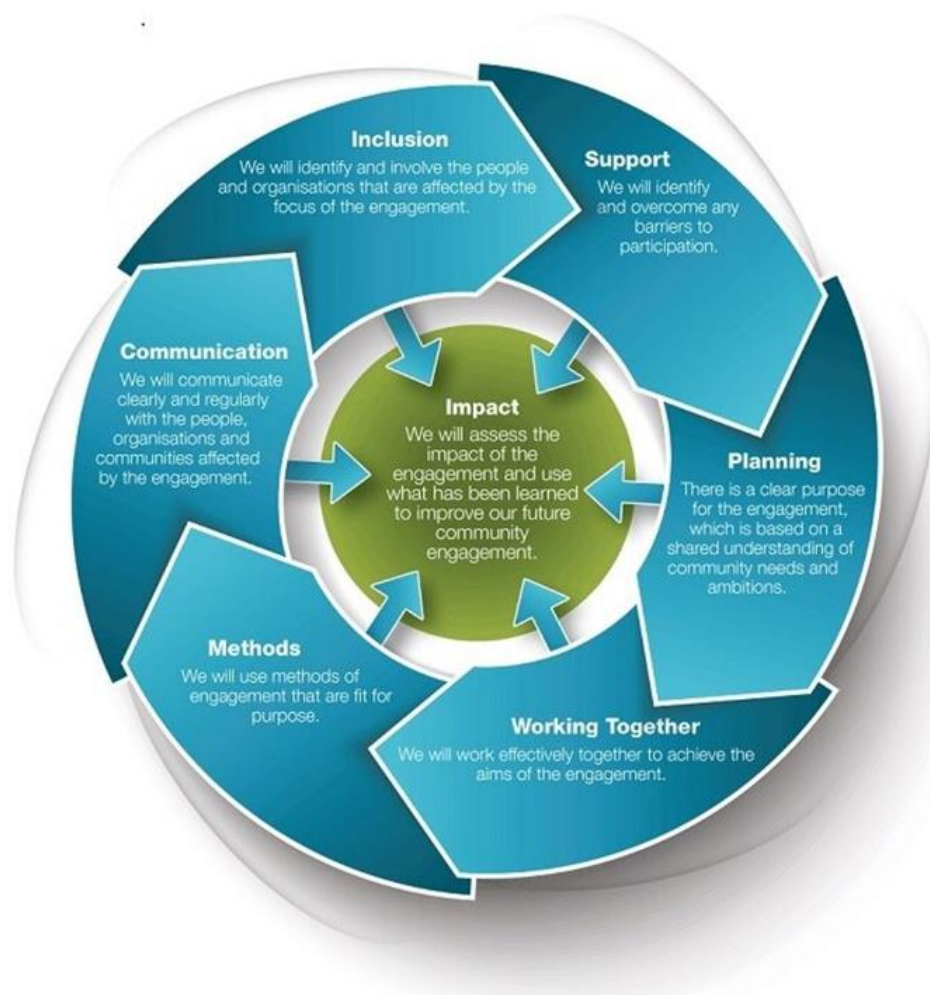 Inclusion
We will identify and involve the people
and organisations that are affected by the
focus of the engagement.
Support
We will identify
and overcome any
barriers to
participation.
Planning
There is a clear purpose
for the engagement,
which is based on a
shared understanding of
community needs and
ambitions.
Working Together
We will work effectively together to achieve the
aims of the engagement.
Methods
We will use methods of
engagement that are fit for
purpose.
Communication
We will communicate
clearly and regularly
with the people,
organisations and
communities affected
by the engagement.
Impact
We will assess the
impact of the
engagement and use
what has been learned
to improve our future
community
engagement.